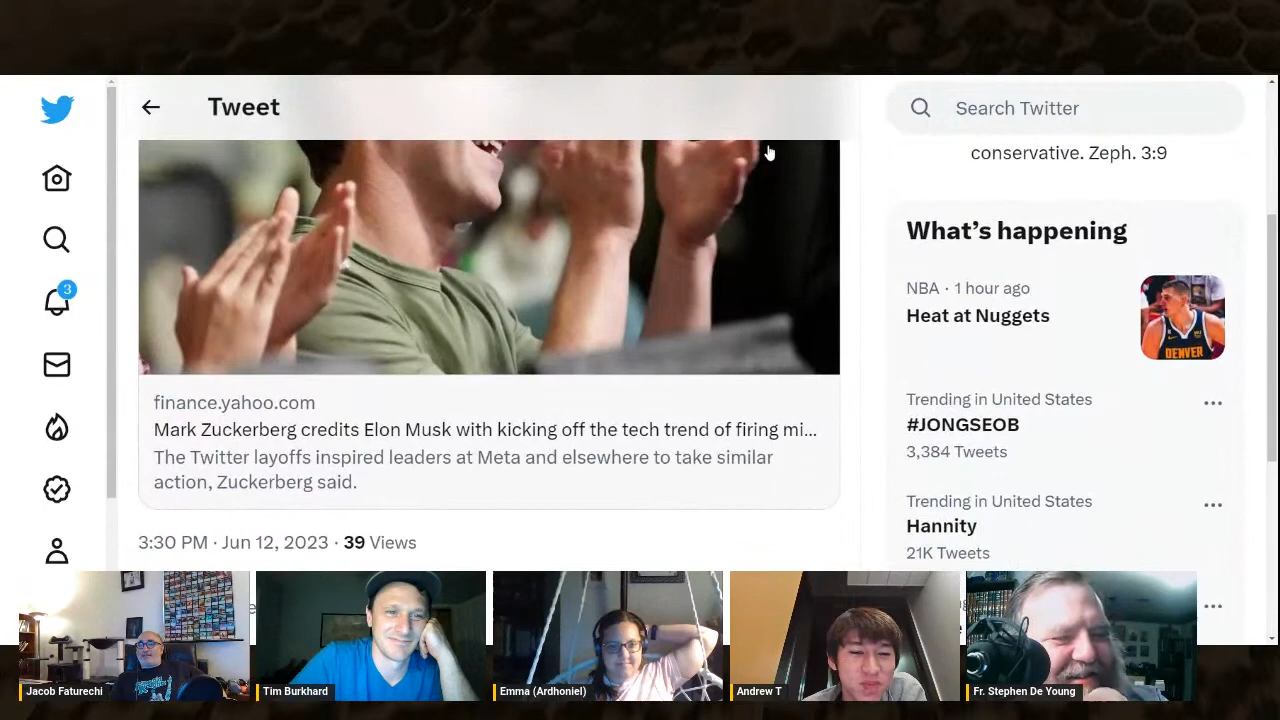 Tweet
Search Twitter
conservative. Zeph. 3:9
What's happening
NBA · 1 hour ago
Heat at Nuggets
DENVER
Trending in United States
#JONGSEOB
3,384 Tweets
Trending in United States
Hannity
21K Tweets
3
finance.yahoo.com
Mark Zuckerberg credits Elon Musk with kicking off the tech trend of firing mi...
The Twitter layoffs inspired leaders at Meta and elsewhere to take similar
action, Zuckerberg said.
3:30 PM · Jun 12, 2023 · 39 Views
Jacob Faturechi
Tim Burkhard
Emma (Ardhoniel)
Andrew T
Fr. Stephen De Young